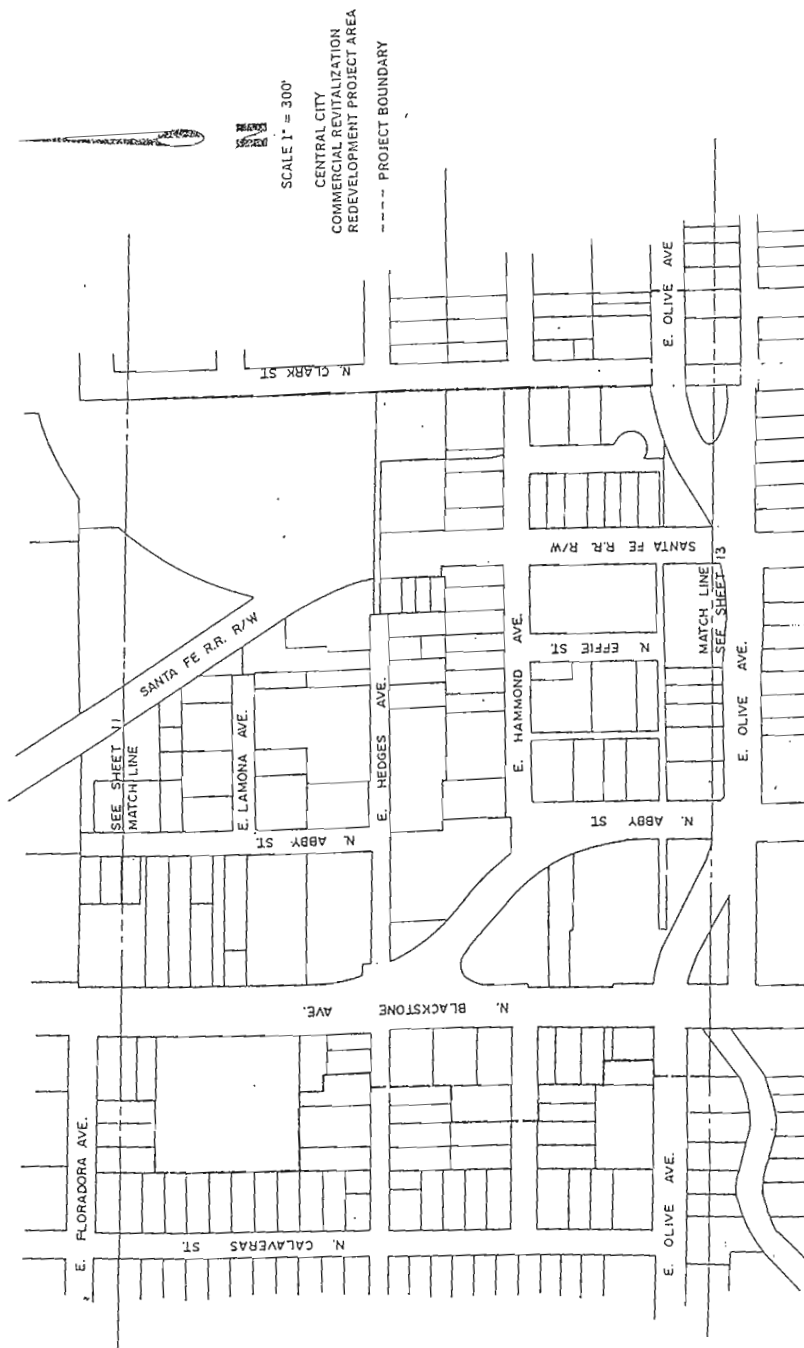 N
SCALE 1" = 300'
CENTRAL CITY
COMMERCIAL REVITALIZATION
REDEVELOPMENT PROJECT AREA
---- PROJECT BOUNDARY
E. FLORADORA AVE.
SEE SHEET 11
MATCH LINE
SANTA FE R.R. R/W
E. LAMONA AVE.
N. CLARK ST.
N. ABBY ST.
E. HEDGES AVE.
N. BLACKSTONE AVE.
N. CALAVERAS ST.
E. HAMMOND AVE.
SANTA FE R.R. R/W
N. EFFIE ST.
N. ABBY ST.
E. OLIVE AVE
E. OLIVE AVE.
MATCH LINE
SEE SHEET 13
E. OLIVE AVE.